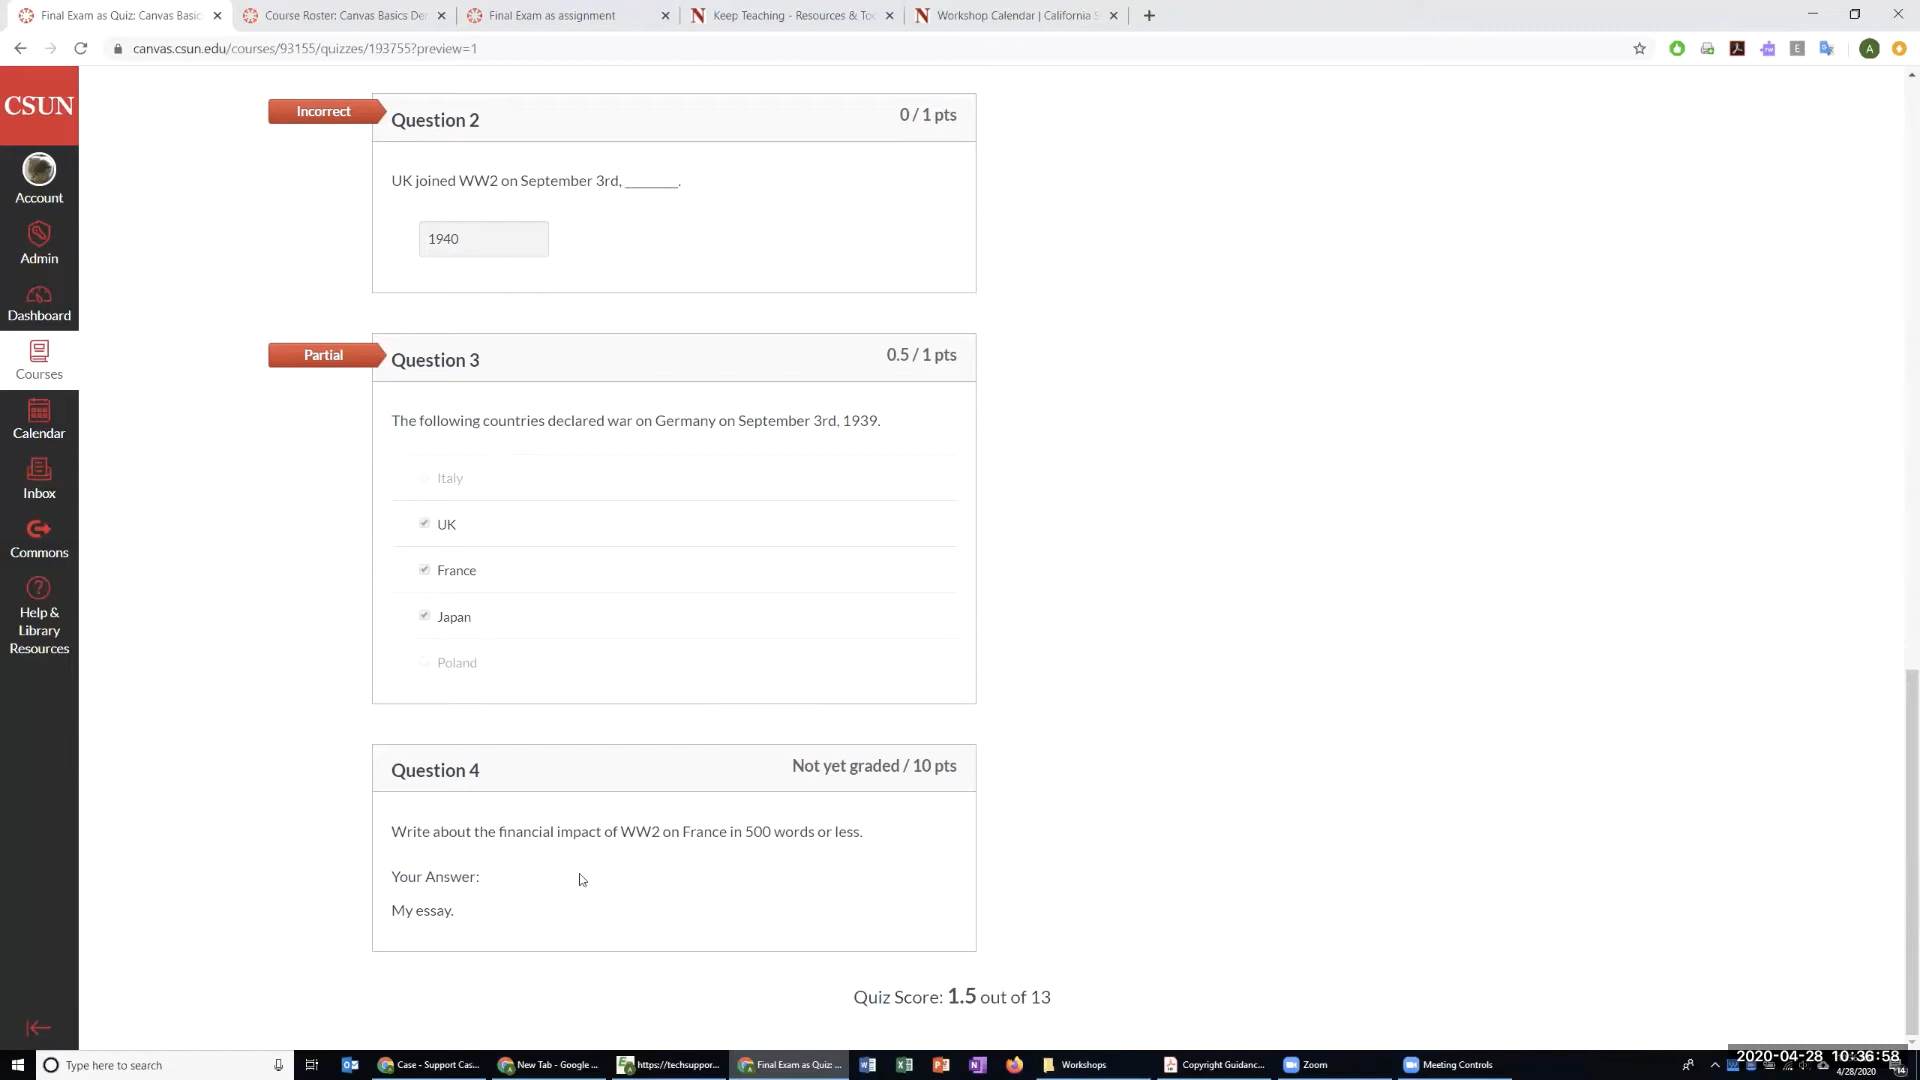 Final Exam as Quiz: Canvas Basic
Course Roster: Canvas Basics De
Final Exam as assignment
Keep Teaching - Resources & Too
Workshop Calendar | California S
canvas.csun.edu/courses/93155/quizzes/193755?preview=1
CSUN
Account
Admin
Dashboard
Courses
Calendar
Inbox
Commons
Help &
Library
Resources
Incorrect
Question 2
0 / 1 pts
UK joined WW2 on September 3rd, ________.
1940
Partial
Question 3
0.5 / 1 pts
The following countries declared war on Germany on September 3rd, 1939.
Italy
UK
France
Japan
Poland
Question 4
Not yet graded / 10 pts
Write about the financial impact of WW2 on France in 500 words or less.
Your Answer:
My essay.
Quiz Score: 1.5 out of 13
Type here to search
Case - Support Cas...
New Tab - Google ...
https://techsuppor...
Final Exam as Quiz: ...
Workshops
Copyright Guidanc...
Zoom
Meeting Controls
2020-04-28 10:36:58
4/28/2020